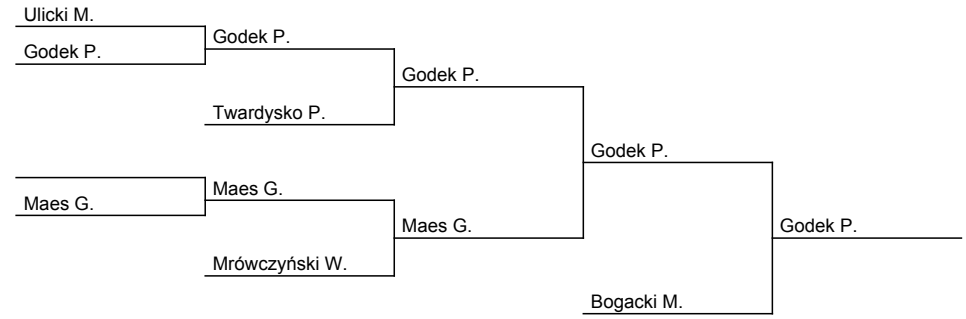 Ulicki M.
Godek P.
Godek P.
Godek P.
Twardysko P.
Godek P.
Maes G.
Maes G.
Maes G.
Godek P.
Mrówczyński W.
Bogacki M.